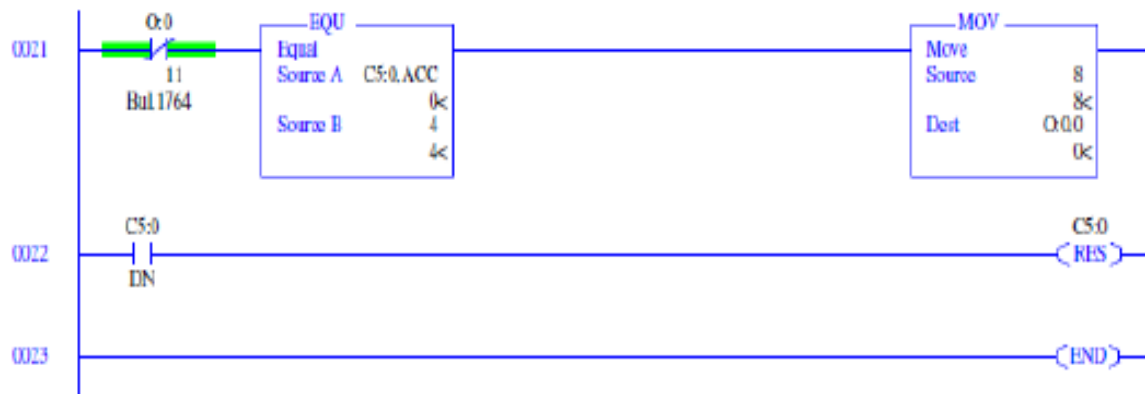 O:0
EQU
MOV
0021
Equal
Move
11
Source A C5:0.ACC
Source 8
Bul.1764
0<
8<
Source B 4
Dest O:0.0
4<
0<
C5:0
C5:0
0022
RES
DN
0023
END